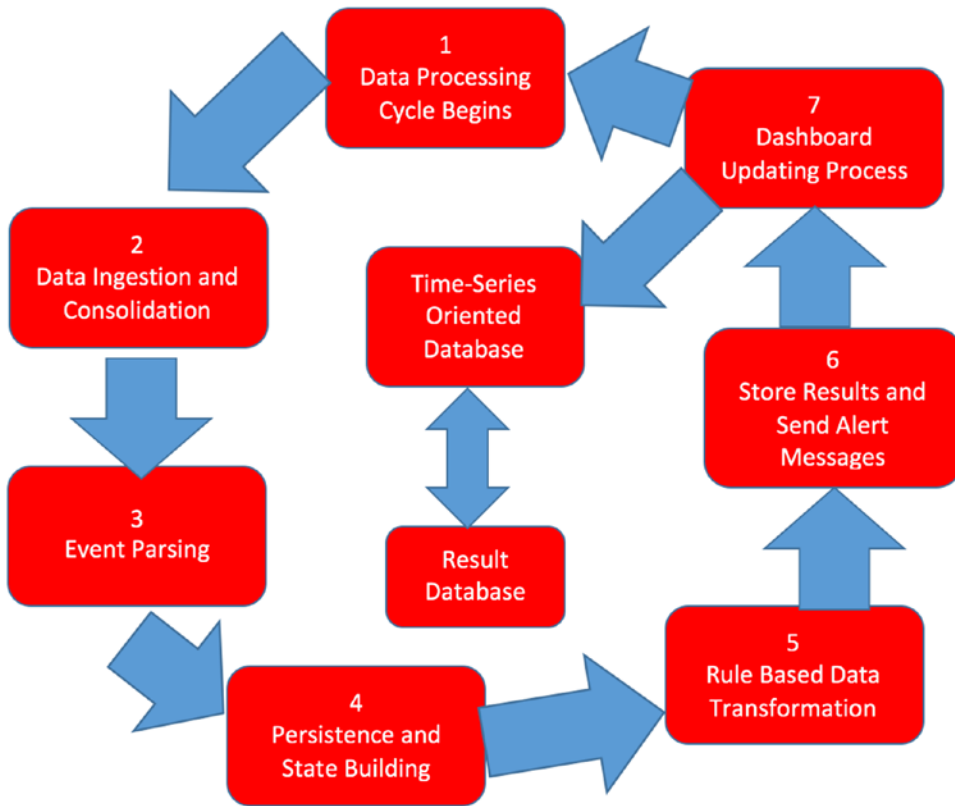 1
Data Processing
Cycle Begins
2
Data Ingestion and
Consolidation
3
Event Parsing
4
Persistence and
State Building
5
Rule Based Data
Transformation
6
Store Results and
Send Alert
Messages
7
Dashboard
Updating Process
Time-Series
Oriented
Database
Result
Database